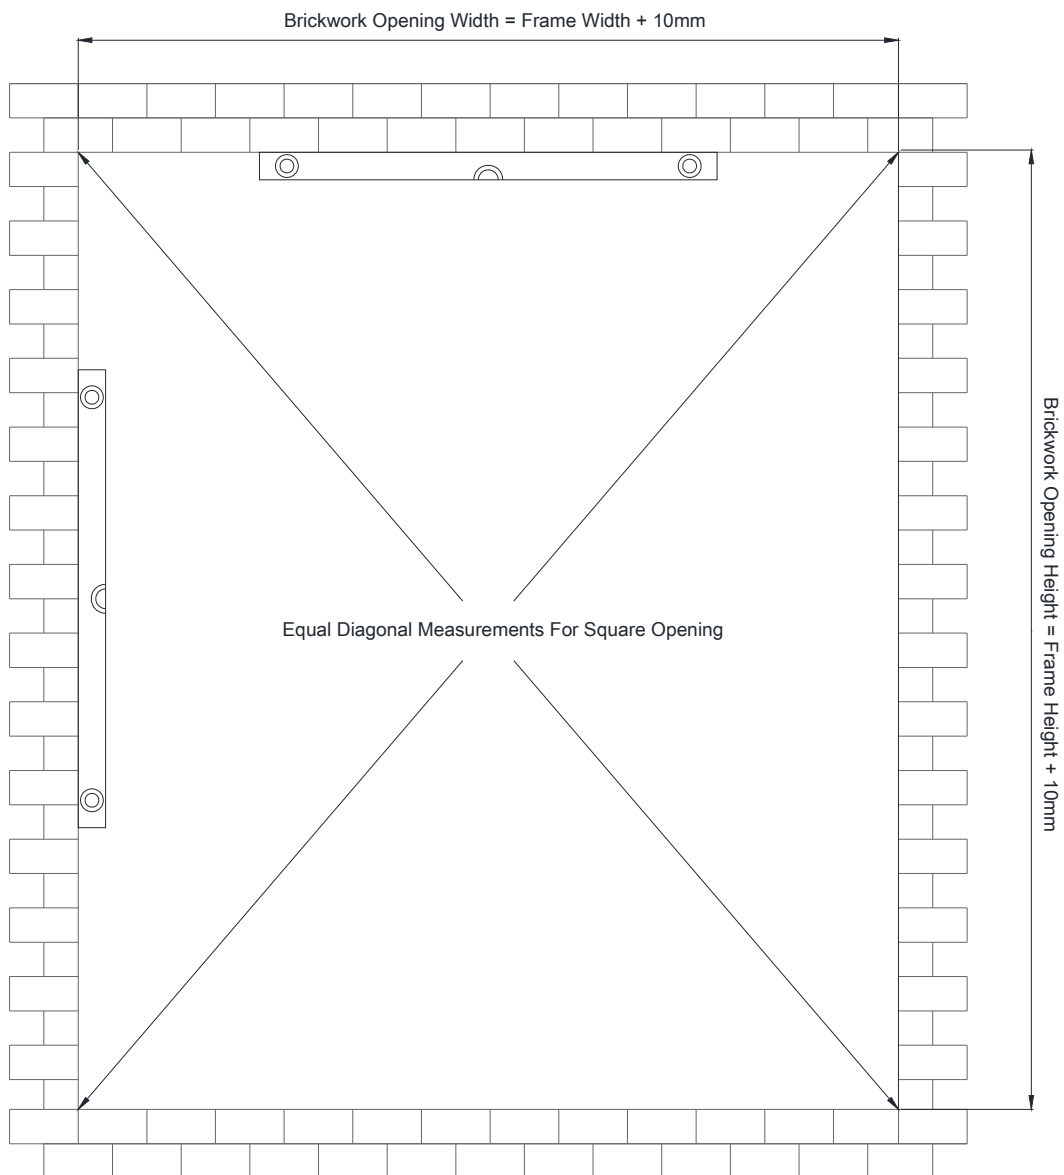 Brickwork Opening Width = Frame Width + 10mm
Equal Diagonal Measurements For Square Opening
Brickwork Opening Height = Frame Height + 10mm